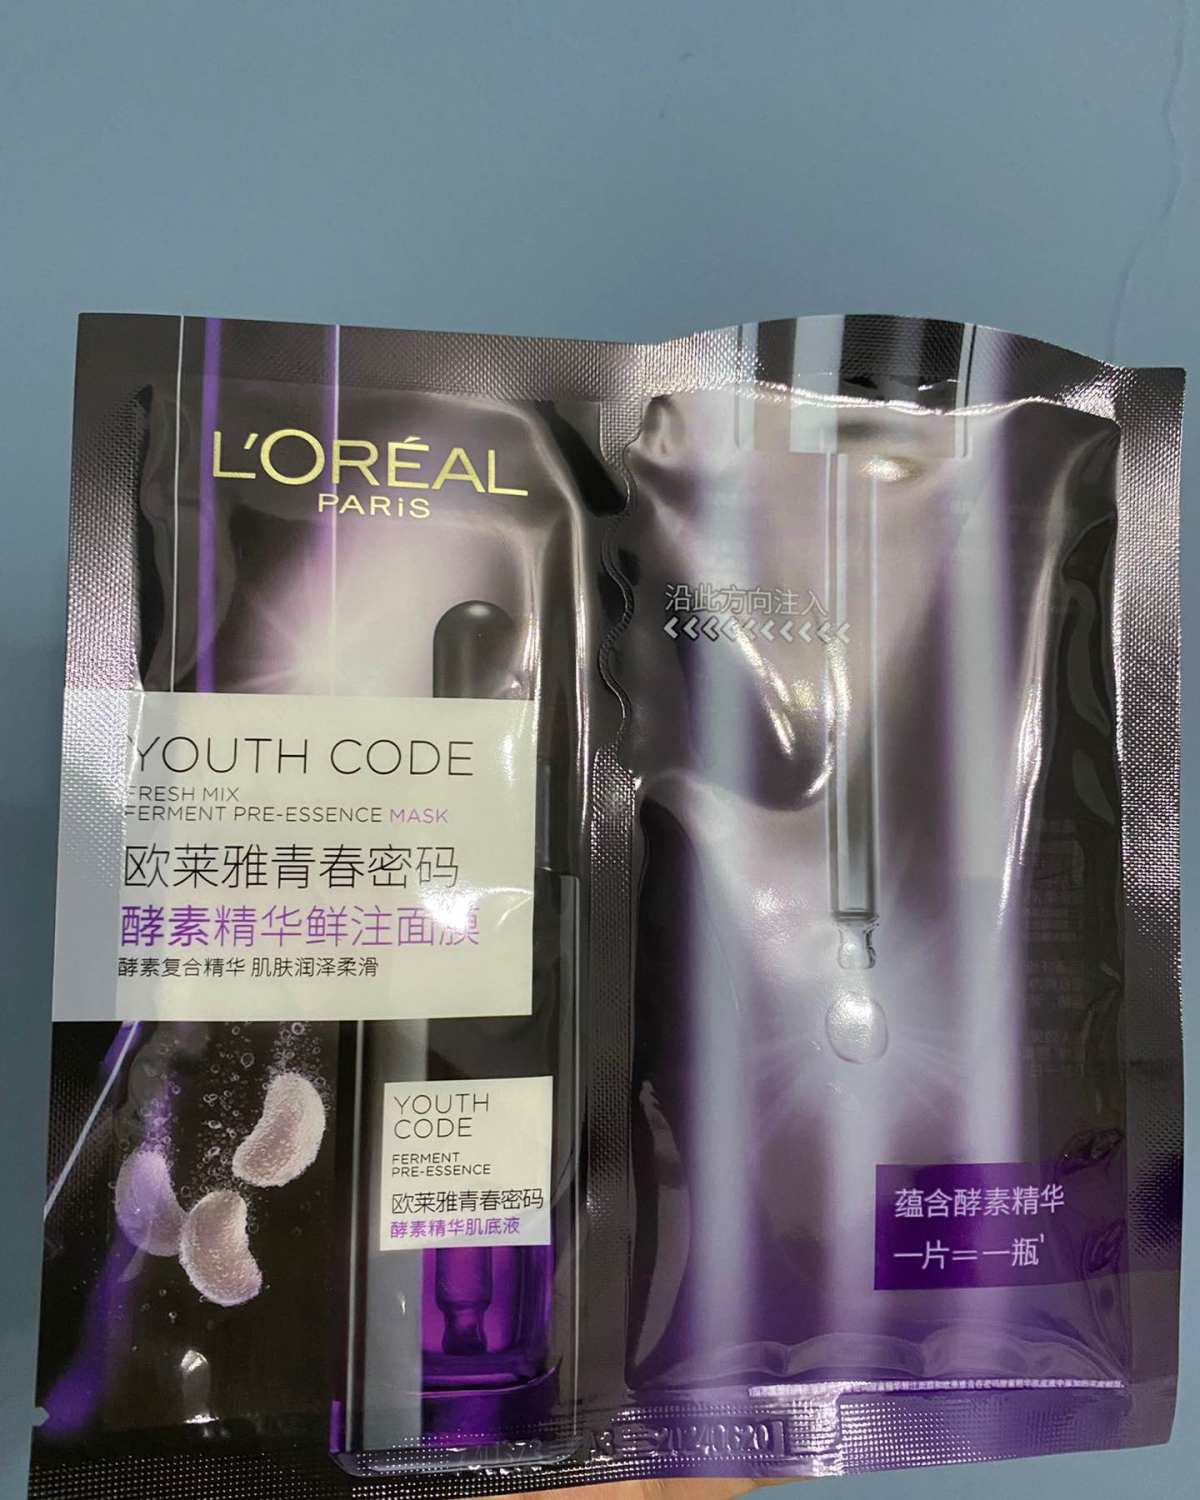 L'ORÉAL
PARiS
YOUTH CODE
FRESH MIX
FERMENT PRE-ESSENCE MASK
欧莱雅青春密码
酵素精华鲜注面膜
酵素复合精华 肌肤润泽柔滑
YOUTH
CODE
FERMENT
PRE-ESSENCE
欧莱雅青春密码
酵素精华肌底液
沿此方向注入
蕴含酵素精华
一片=一瓶¹